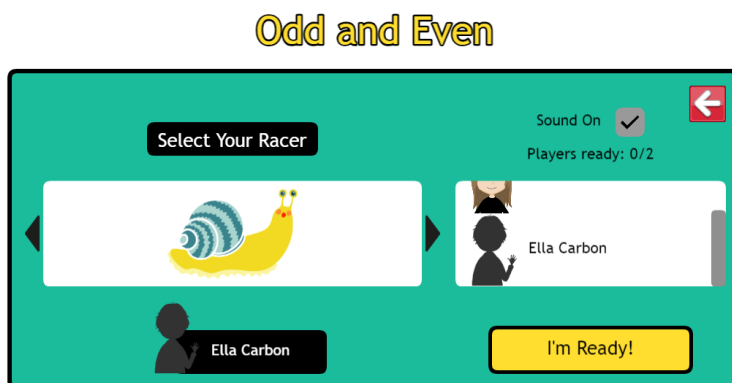 Odd and Even
Sound On
Select Your Racer
Players ready: 0/2
Ella Carbon
Ella Carbon
I'm Ready!